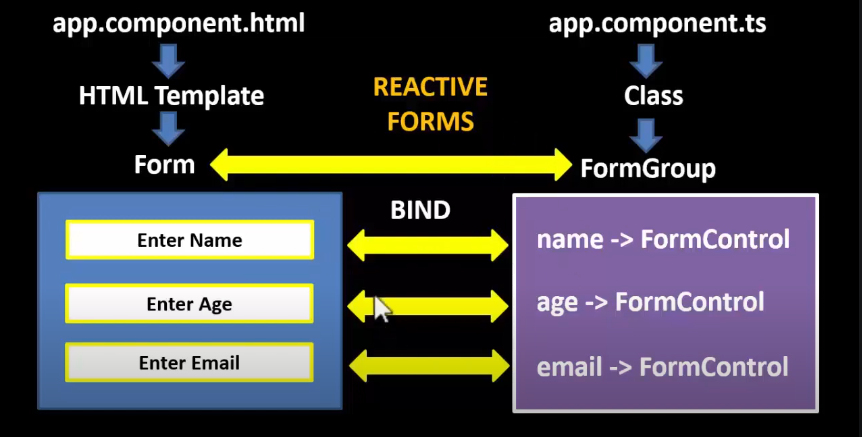 app.component.html
app.component.ts
HTML Template
REACTIVE
FORMS
Class
Form
FormGroup
BIND
Enter Name
name -> FormControl
Enter Age
age -> FormControl
Enter Email
email -> FormControl